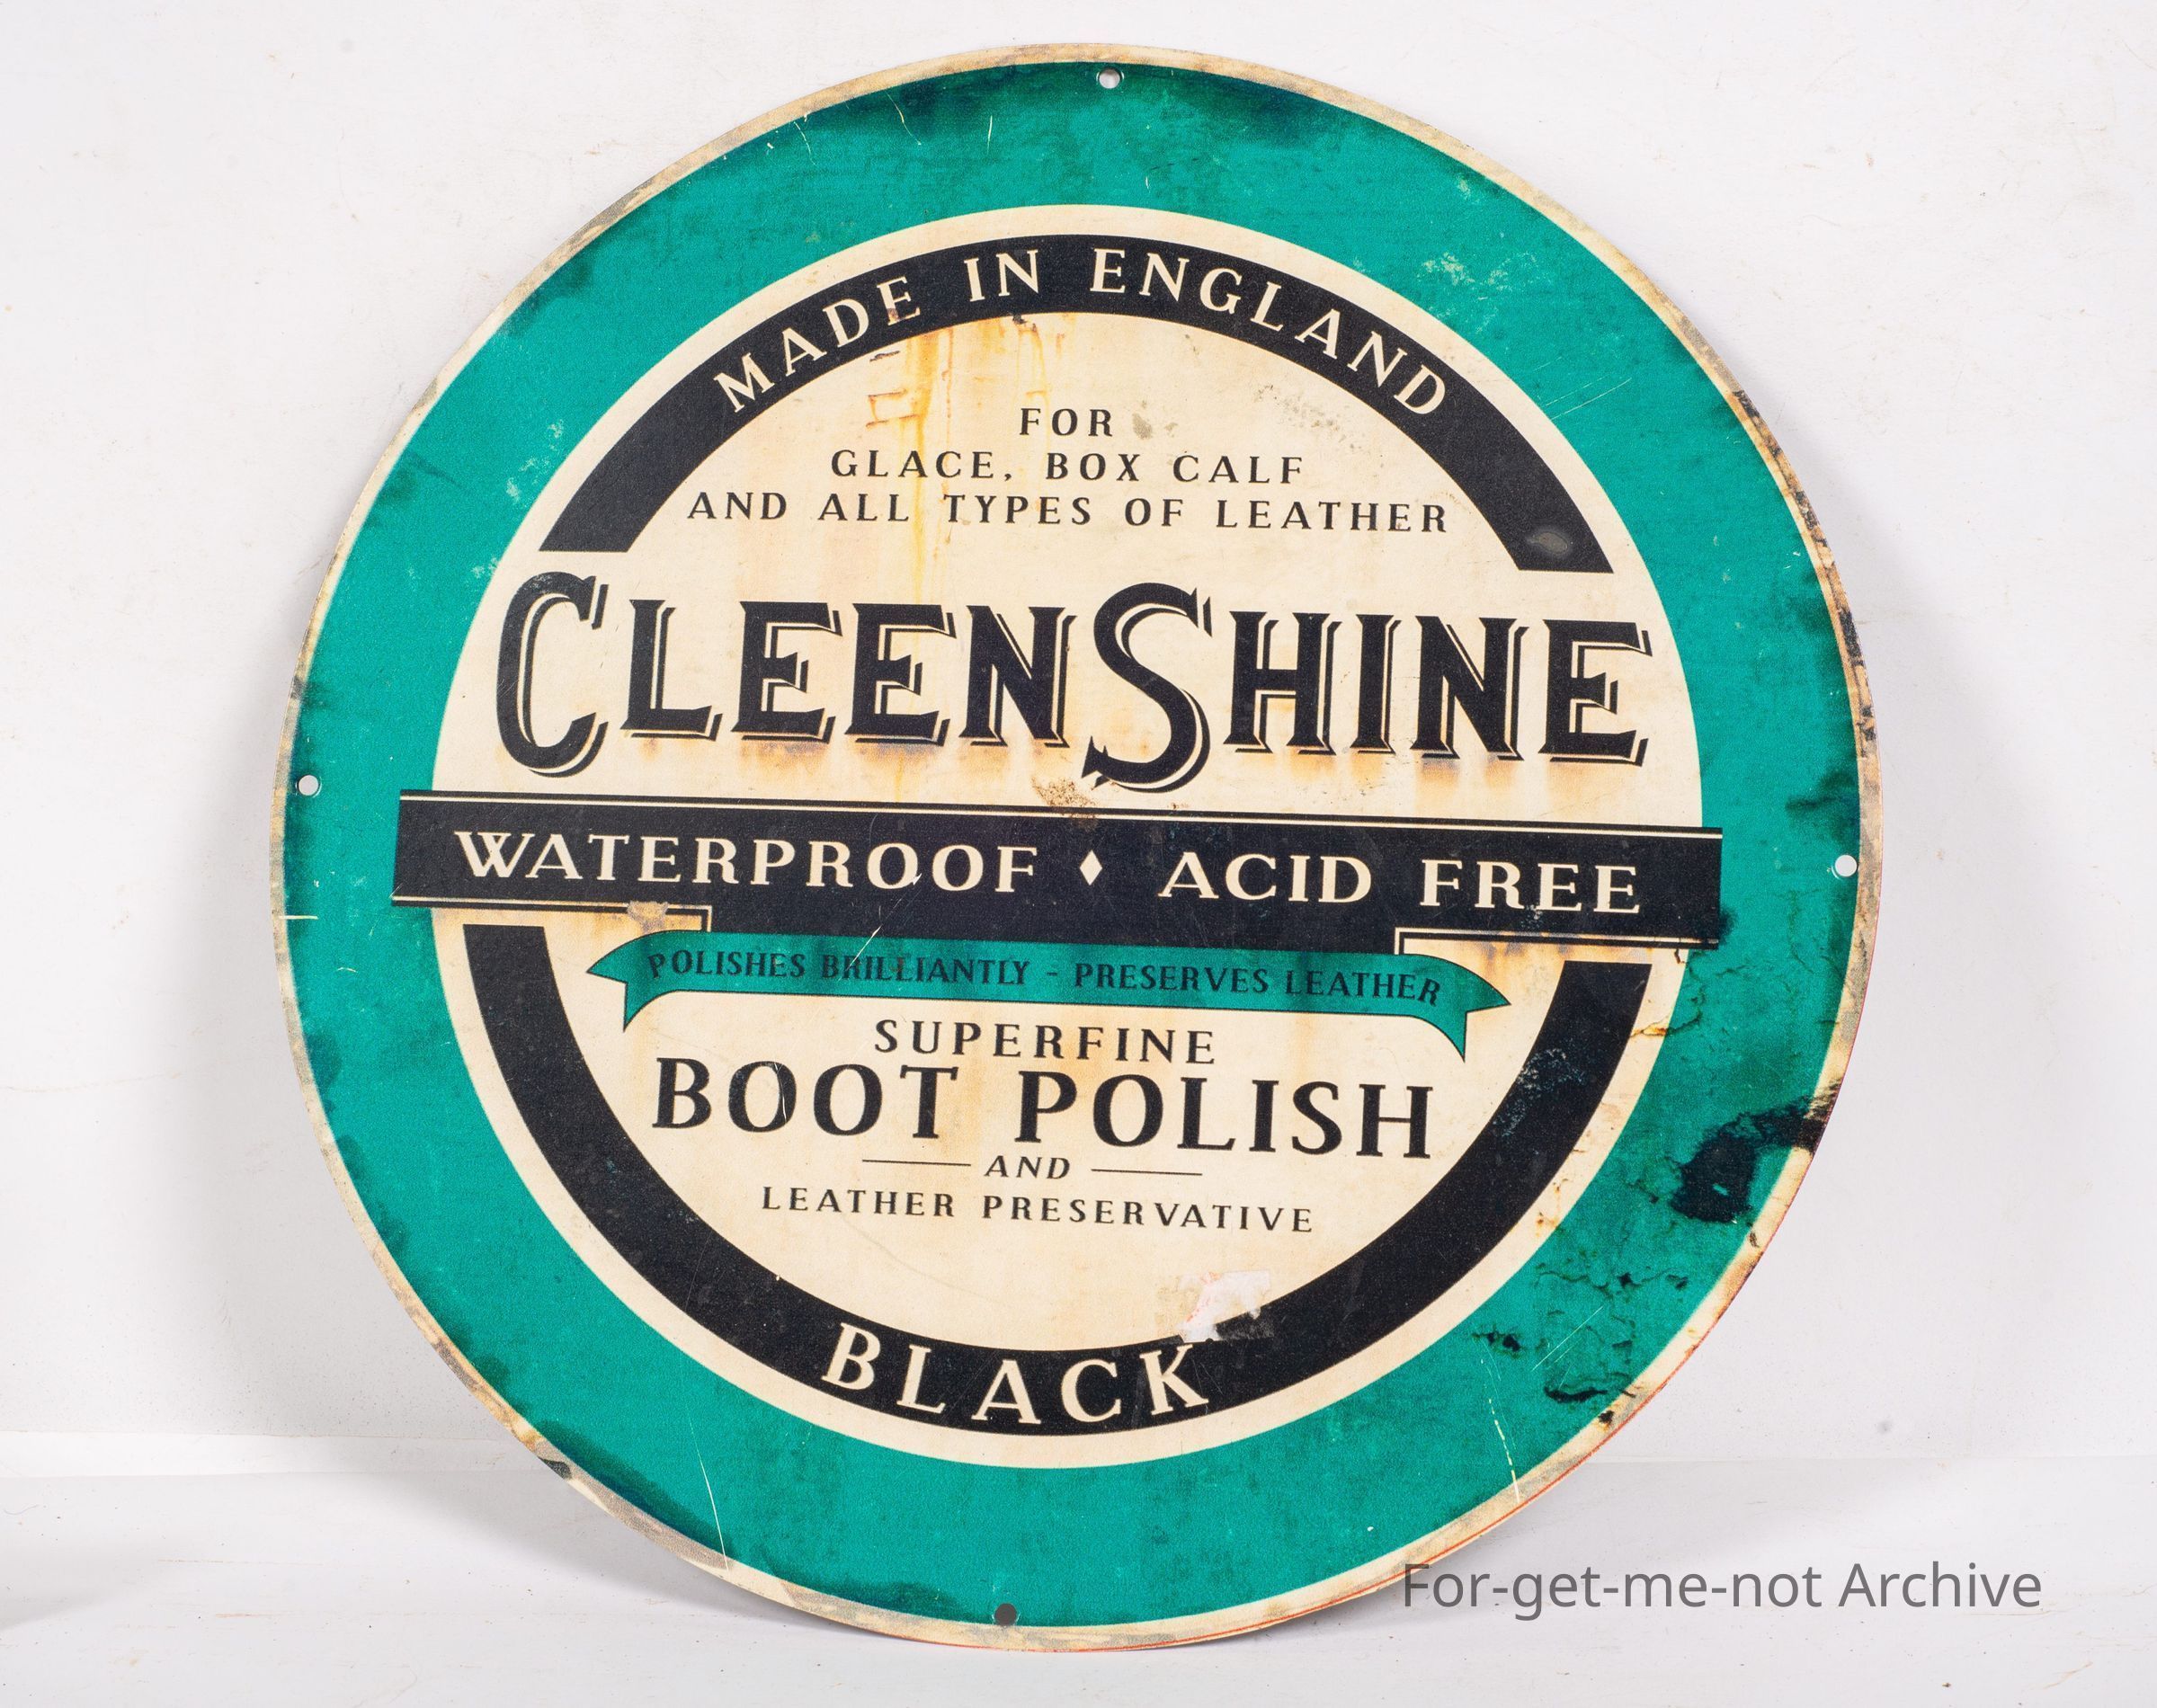 MADE IN ENGLAND
FOR
GLACE, BOX CALF
AND ALL TYPES OF LEATHER
CLEENSHINE
WATERPROOF ♦ ACID FREE
POLISHES BRILLIANTLY - PRESERVES LEATHER
SUPERFINE
BOOT POLISH
AND
LEATHER PRESERVATIVE
BLACK
For-get-me-not Archive